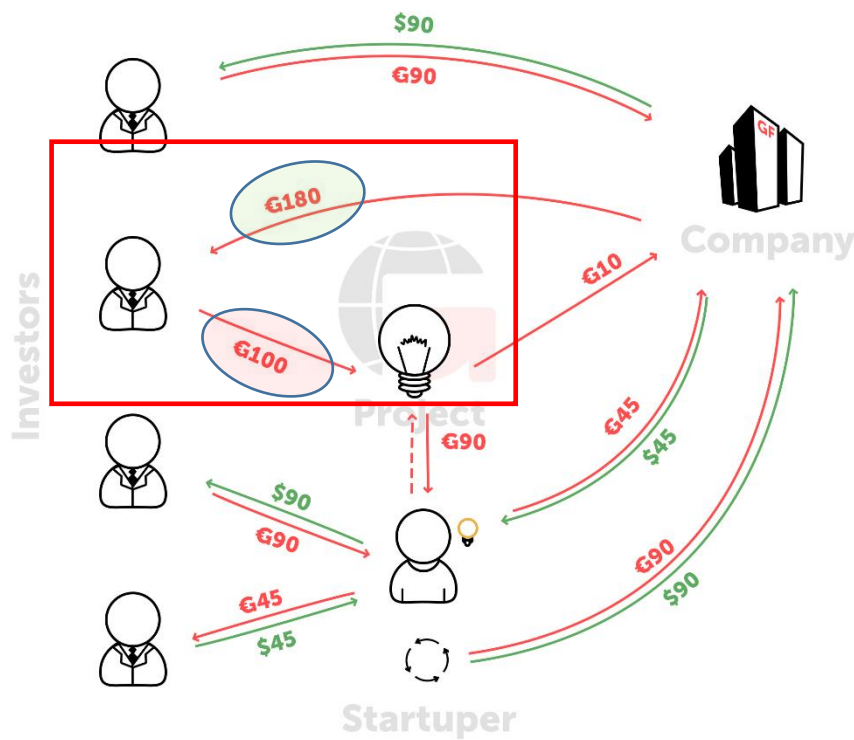 $90
₲90
GF
₲180
Company
₲10
Investors
₲100
Project
₲45
₲90
$45
$90
₲90
₲90
₲45
$90
$45
Startuper